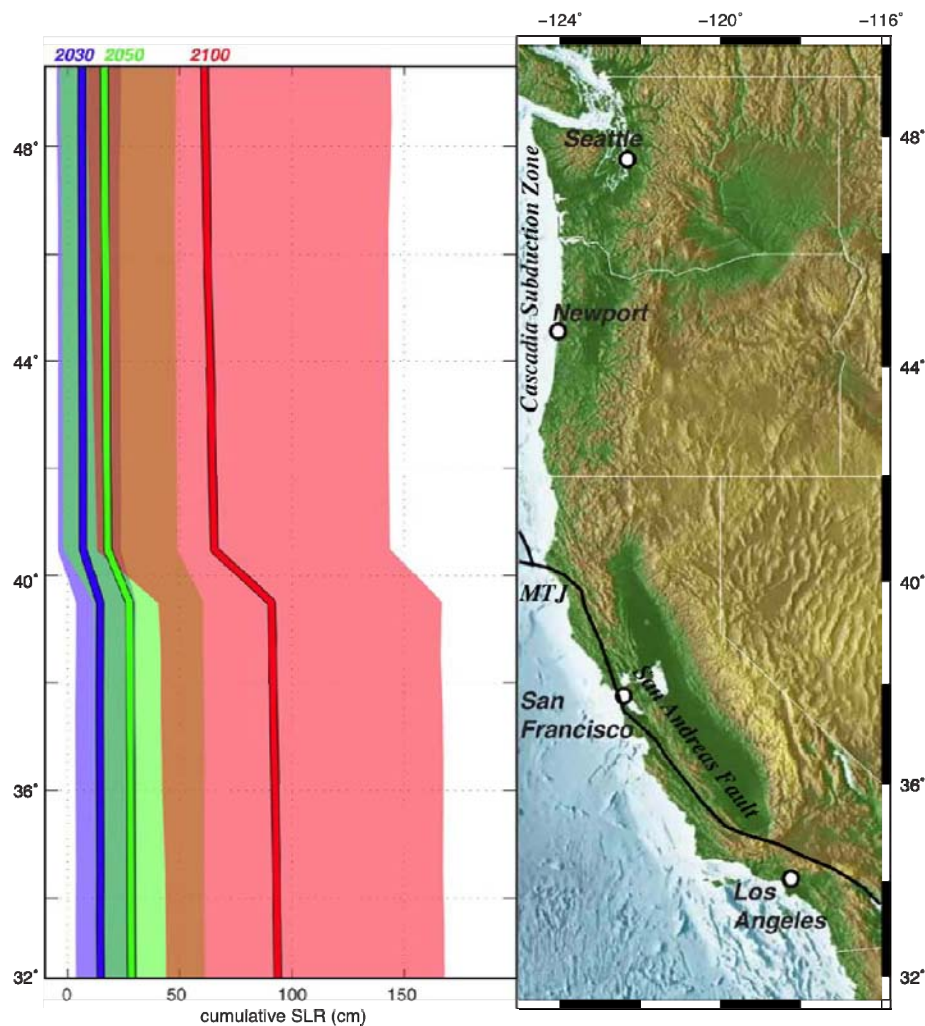 −124° −120° −116°
2030 2050 2100
48° 48°
Seattle
Cascadia Subduction Zone
Newport
44° 44°
40° 40°
MTJ
San
Francisco
San Andreas Fault
36° 36°
Los
Angeles
32° 32°
0 50 100 150
cumulative SLR (cm)